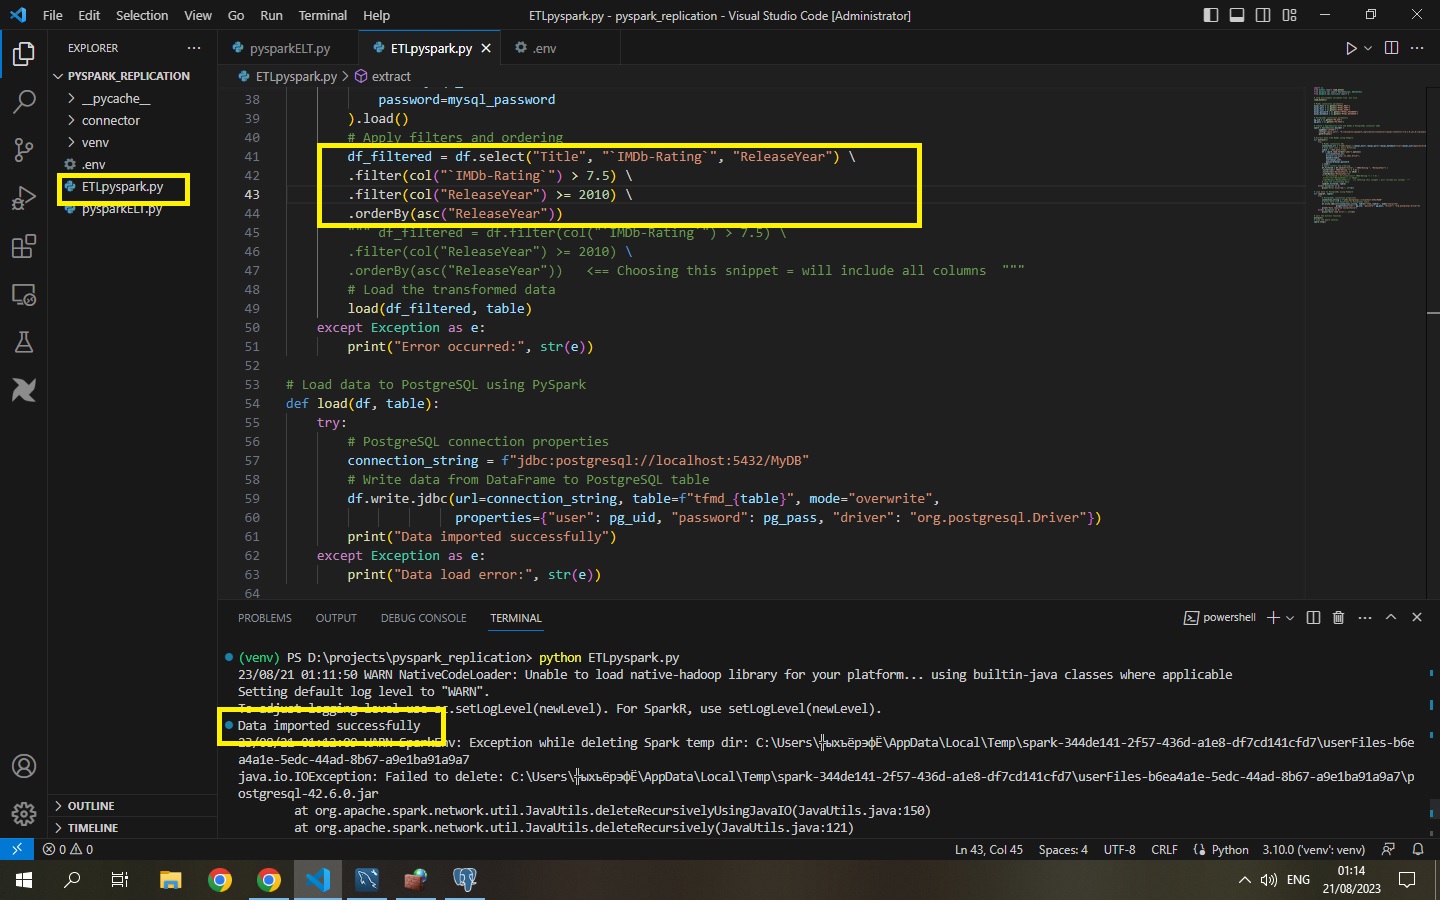 File Edit Selection View Go Run Terminal Help
ETLpyspark.py - pyspark_replication - Visual Studio Code [Administrator]
EXPLORER
PYSPARK_REPLICATION
__pycache__
connector
venv
.env
ETLpyspark.py
pysparkELT.py
OUTLINE
TIMELINE
pysparkELT.py ETLpyspark.py .env
ETLpyspark.py > extract
38 password=mysql_password
39 ).load()
40 # Apply filters and ordering
41 df_filtered = df.select("Title", "`IMDb-Rating`", "ReleaseYear") \
42 .filter(col("`IMDb-Rating`") > 7.5) \
43 .filter(col("ReleaseYear") >= 2010) \
44 .orderBy(asc("ReleaseYear"))
45 """ df_filtered = df.filter(col("`IMDb-Rating`") > 7.5) \
46 .filter(col("ReleaseYear") >= 2010) \
47 .orderBy(asc("ReleaseYear")) <== Choosing this snippet = will include all columns """
48 # Load the transformed data
49 load(df_filtered, table)
50 except Exception as e:
51 print("Error occurred:", str(e))
52
53 # Load data to PostgreSQL using PySpark
54 def load(df, table):
55 try:
56 # PostgreSQL connection properties
57 connection_string = f"jdbc:postgresql://localhost:5432/MyDB"
58 # Write data from DataFrame to PostgreSQL table
59 df.write.jdbc(url=connection_string, table=f"tfmd_{table}", mode="overwrite",
60 properties={"user": pg_uid, "password": pg_pass, "driver": "org.postgresql.Driver"})
61 print("Data imported successfully")
62 except Exception as e:
63 print("Data load error:", str(e))
64
PROBLEMS OUTPUT DEBUG CONSOLE TERMINAL
powershell
(venv) PS D:\projects\pyspark_replication> python ETLpyspark.py
23/08/21 01:11:50 WARN NativeCodeLoader: Unable to load native-hadoop library for your platform... using builtin-java classes where applicable
Setting default log level to "WARN".
To adjust logging level use sc.setLogLevel(newLevel). For SparkR, use setLogLevel(newLevel).
Data imported successfully
23/08/21 01:12:09 WARN SparkEnv: Exception while deleting Spark temp dir: C:\Users\╬ыхъёрэфЁ\AppData\Local\Temp\spark-344de141-2f57-436d-a1e8-df7cd141cfd7\userFiles-b6e
a4a1e-5edc-44ad-8b67-a9e1ba91a9a7
java.io.IOException: Failed to delete: C:\Users\╬ыхъёрэфЁ\AppData\Local\Temp\spark-344de141-2f57-436d-a1e8-df7cd141cfd7\userFiles-b6ea4a1e-5edc-44ad-8b67-a9e1ba91a9a7\p
ostgresql-42.6.0.jar
at org.apache.spark.network.util.JavaUtils.deleteRecursivelyUsingJavaIO(JavaUtils.java:150)
at org.apache.spark.network.util.JavaUtils.deleteRecursively(JavaUtils.java:121)
0 0
Ln 43, Col 45 Spaces: 4 UTF-8 CRLF Python 3.10.0 ('venv': venv)
ENG
01:14
21/08/2023